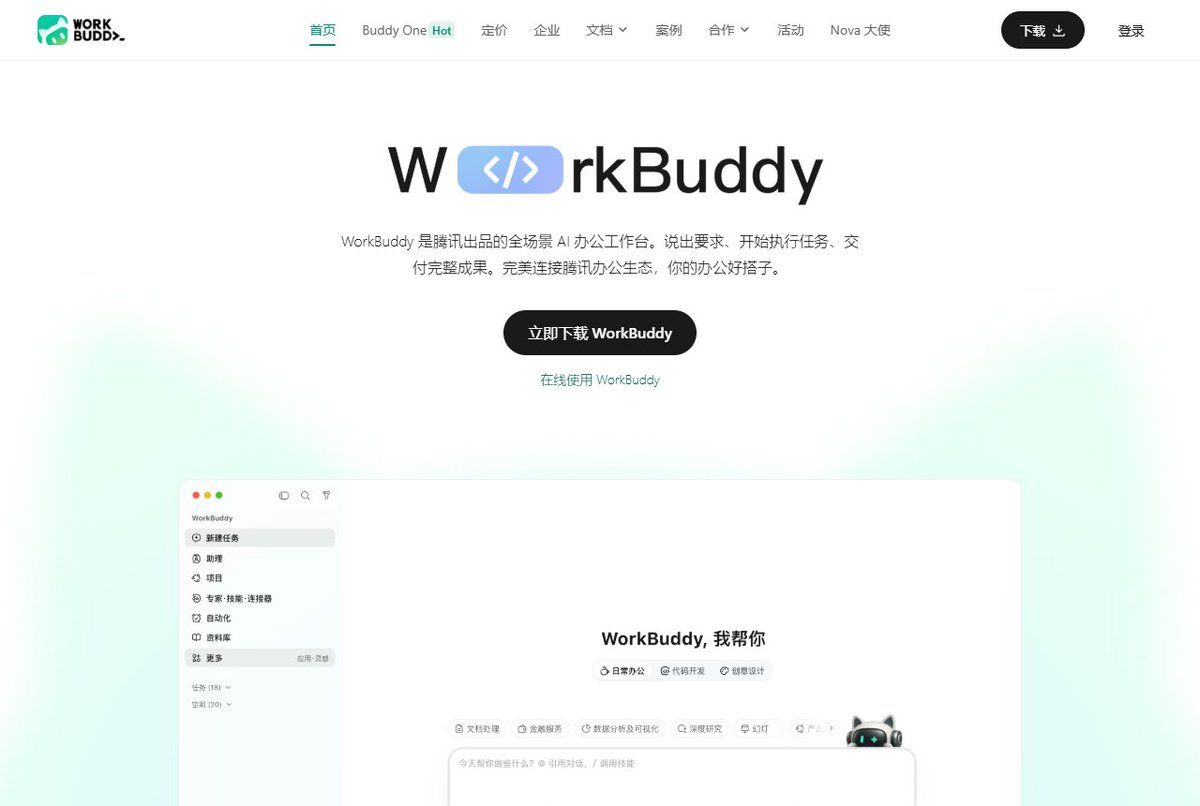 WORK
BUDD>_
首页
Buddy One Hot
定价
企业
文档
案例
合作
活动
Nova 大使
下载
登录
W</>rkBuddy
WorkBuddy 是腾讯出品的全场景 AI 办公工作台。说出要求、开始执行任务、交
付完整成果。完美连接腾讯办公生态，你的办公好搭子。
立即下载 WorkBuddy
在线使用 WorkBuddy
WorkBuddy
新建任务
助理
项目
专家·技能·连接器
自动化
资料库
更多 应用·灵感
任务 (18)
空间 (20)
WorkBuddy, 我帮你
日常办公 代码开发 创意设计
文档处理 金融服务 数据分析及可视化 深度研究 幻灯 产
今天帮你做些什么？@ 引用对话，/ 调用技能